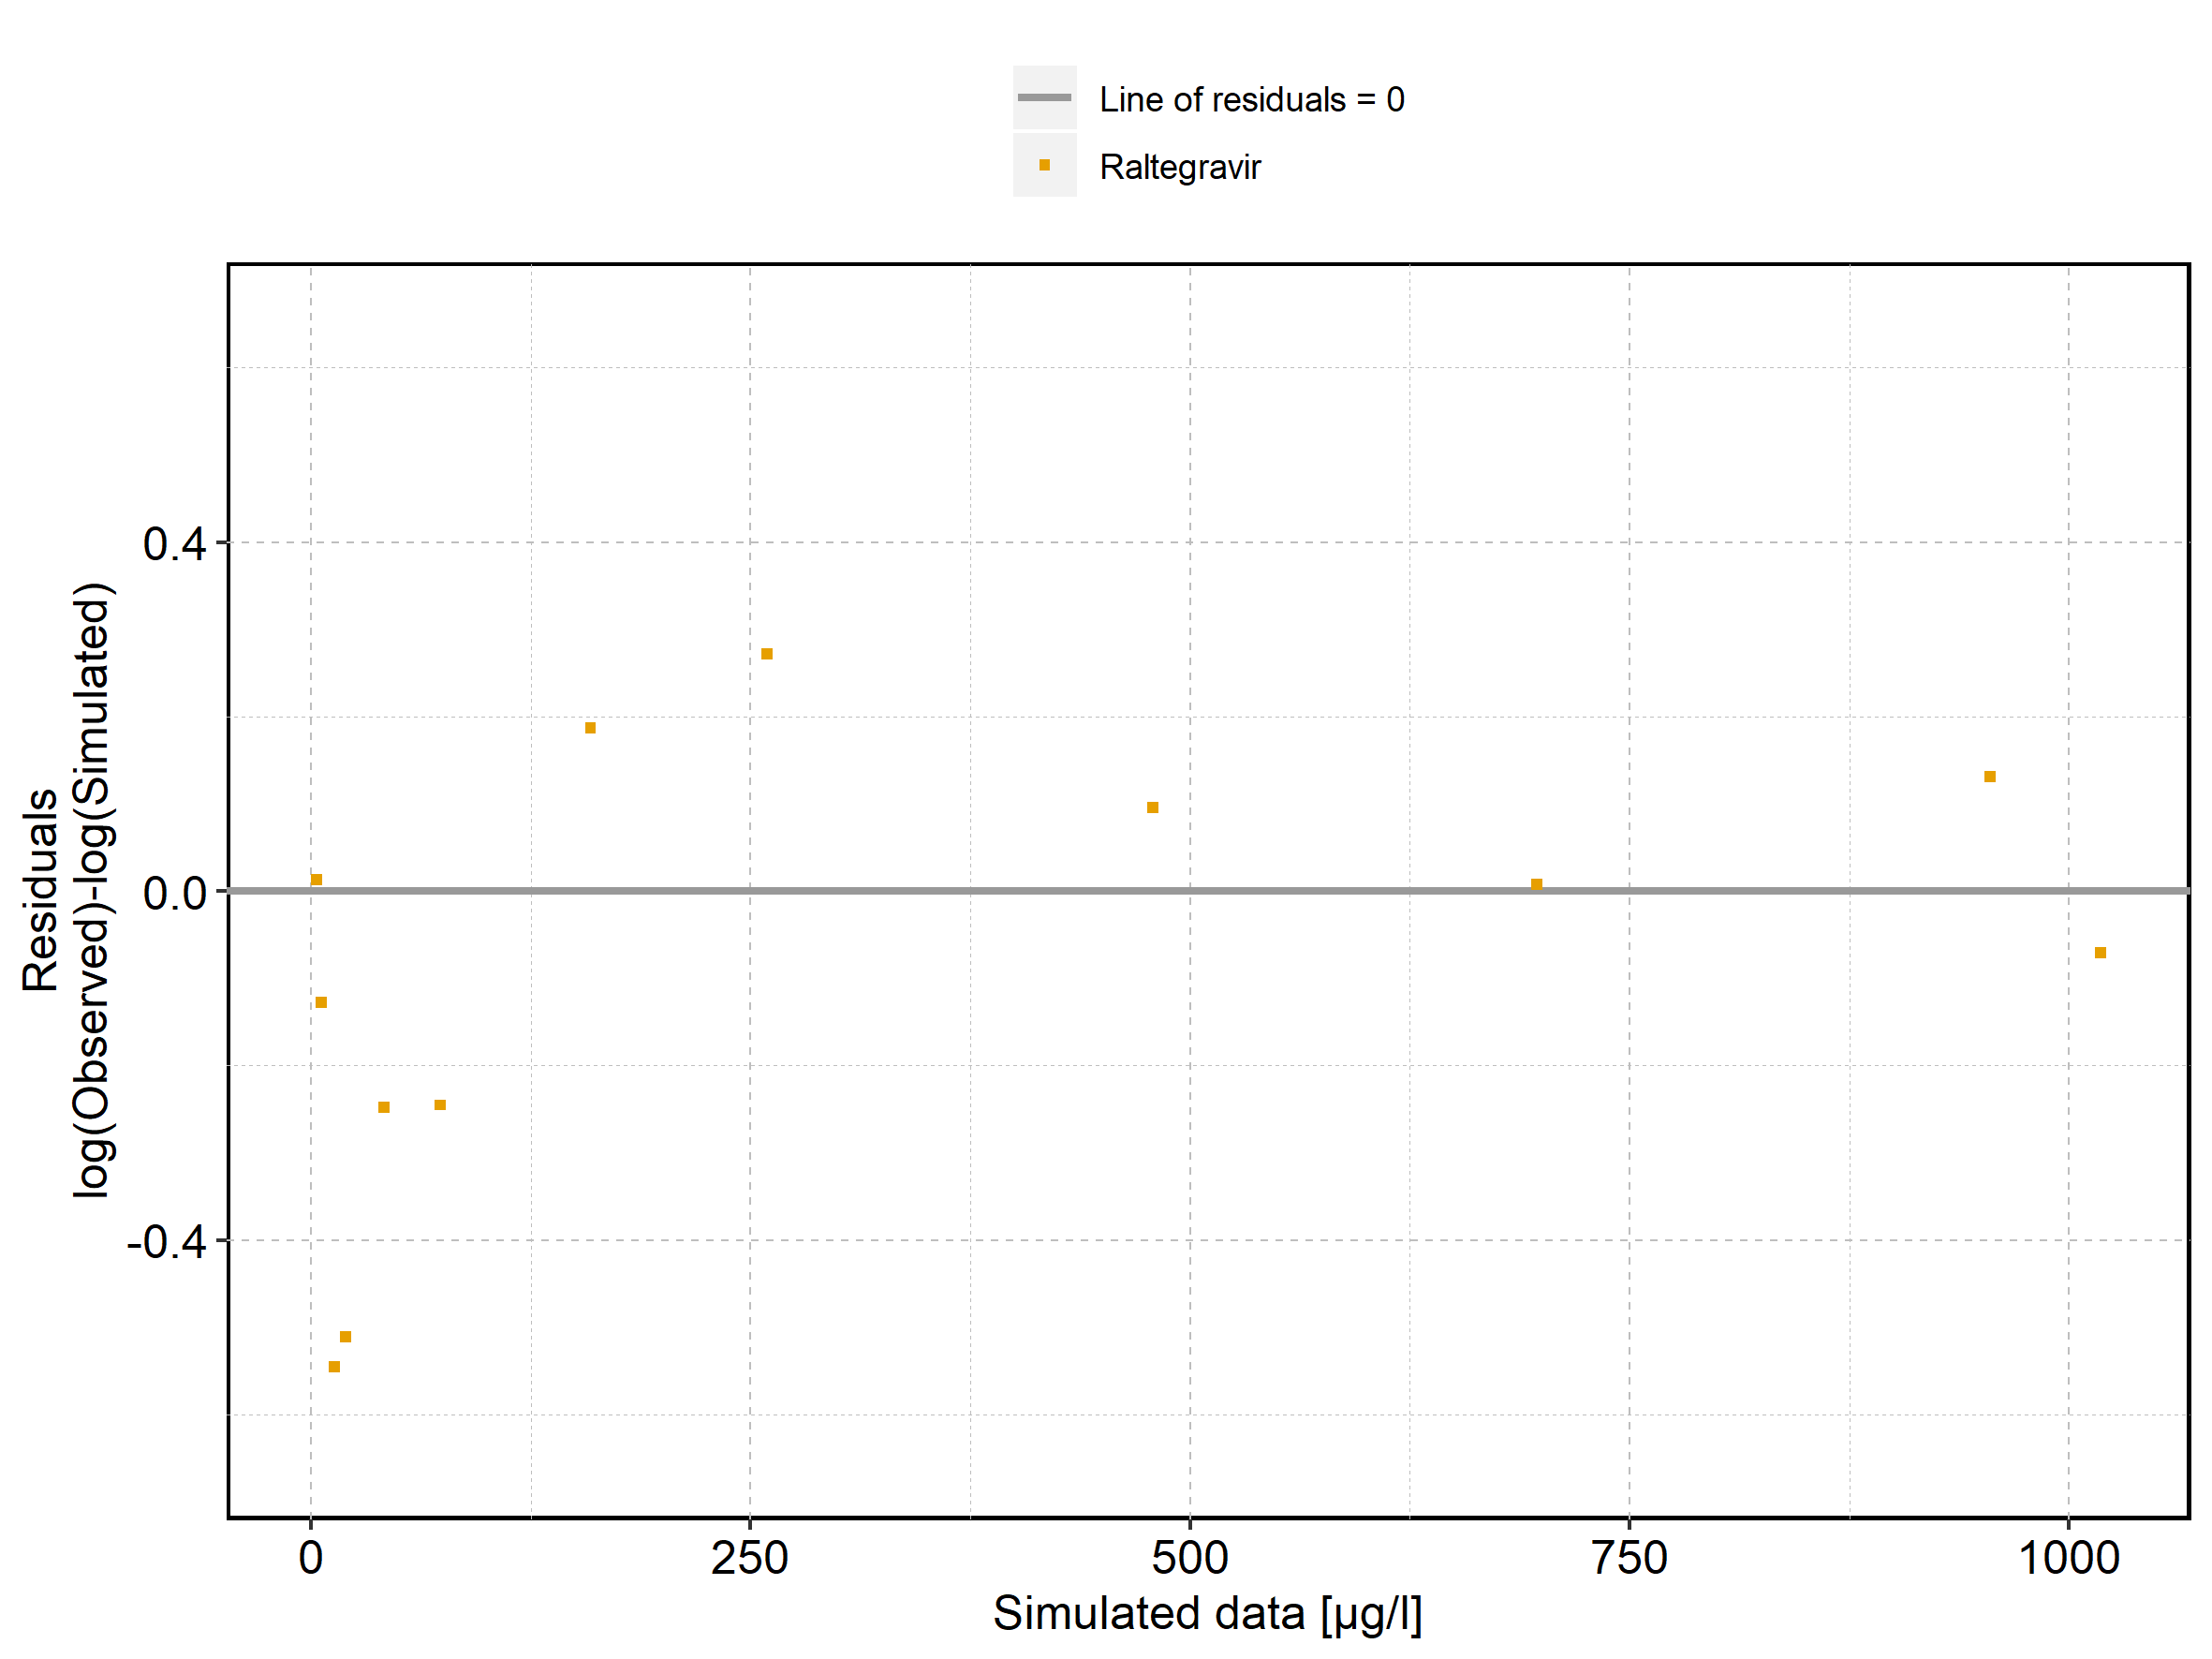 Line of residuals = 0
Raltegravir
Residuals
log(Observed)-log(Simulated)
0.4
0.0
-0.4
0
250
500
750
1000
Simulated data [µg/l]